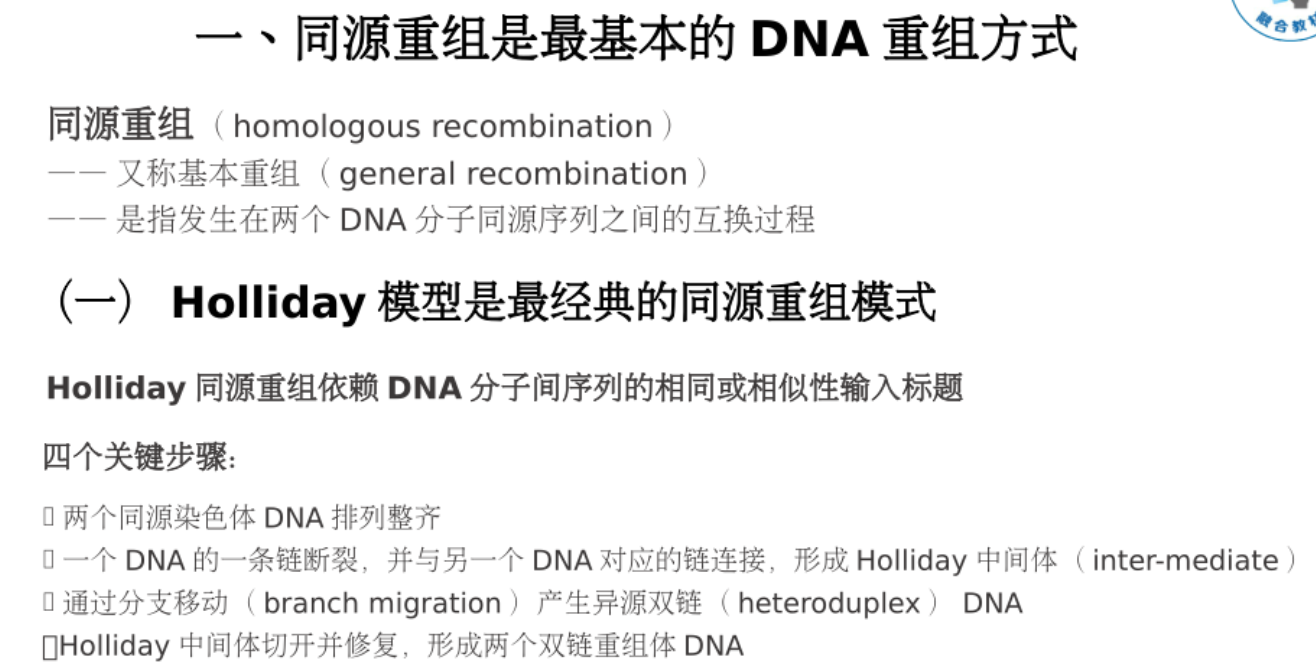 一、同源重组是最基本的 DNA 重组方式
融合教
同源重组（homologous recombination）
—— 又称基本重组（general recombination）
—— 是指发生在两个 DNA 分子同源序列之间的互换过程
（一） Holliday 模型是最经典的同源重组模式
Holliday 同源重组依赖 DNA 分子间序列的相同或相似性输入标题
四个关键步骤:
▯ 两个同源染色体 DNA 排列整齐
▯ 一个 DNA 的一条链断裂，并与另一个 DNA 对应的链连接，形成 Holliday 中间体（inter-mediate）
▯ 通过分支移动（branch migration）产生异源双链（heteroduplex） DNA
▯Holliday 中间体切开并修复，形成两个双链重组体 DNA